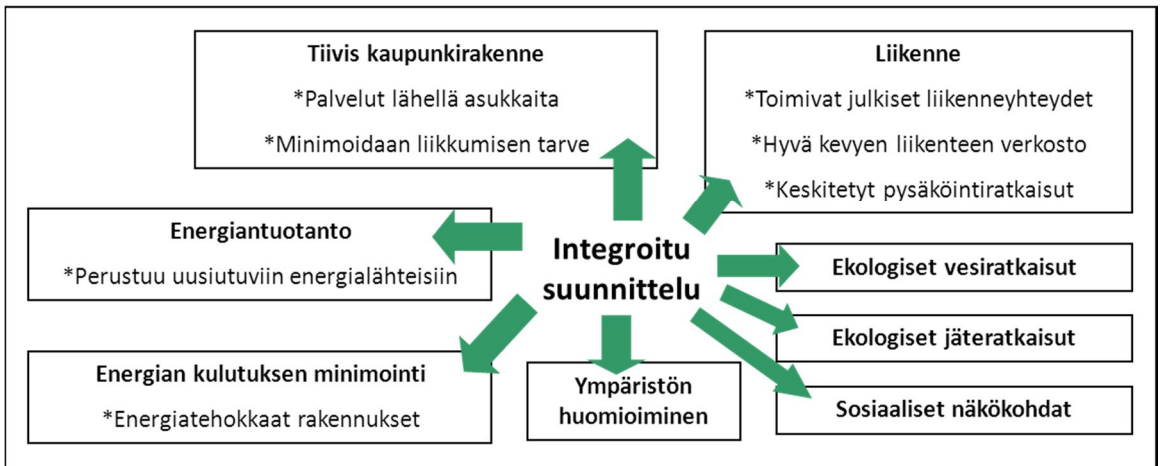 Tiivis kaupunkirakenne
*Palvelut lähellä asukkaita
*Minimoidaan liikkumisen tarve
Liikenne
*Toimivat julkiset liikenneyhteydet
*Hyvä kevyen liikenteen verkosto
*Keskitetyt pysäköintiratkaisut
Energiantuotanto
*Perustuu uusiutuviin energialähteisiin
Integroitu
suunnittelu
Ekologiset vesiratkaisut
Ekologiset jäteratkaisut
Sosiaaliset näkökohdat
Energian kulutuksen minimointi
*Energiatehokkaat rakennukset
Ympäristön
huomioiminen